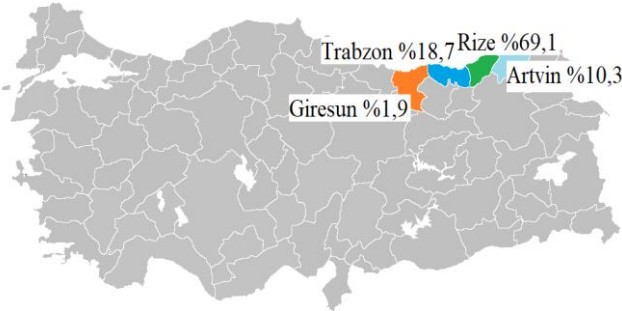 Trabzon %18,7
Rize %69,1
Artvin %10,3
Giresun %1,9